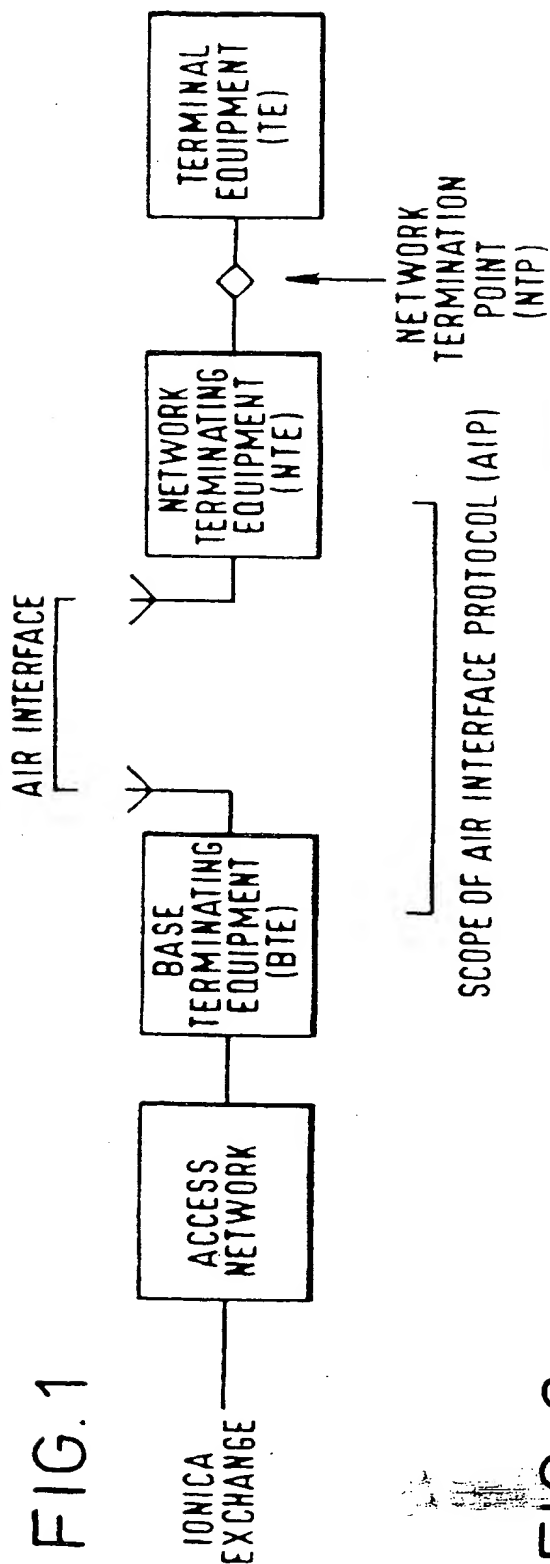 FIG.1
AIR INTERFACE
IONICA
EXCHANGE
ACCESS
NETWORK
BASE
TERMINATING
EQUIPMENT
(BTE)
NETWORK
TERMINATING
EQUIPMENT
(NTE)
TERMINAL
EQUIPMENT
(TE)
NETWORK
TERMINATION
POINT
(NTP)
SCOPE OF AIR INTERFACE PROTOCOL (AIP)